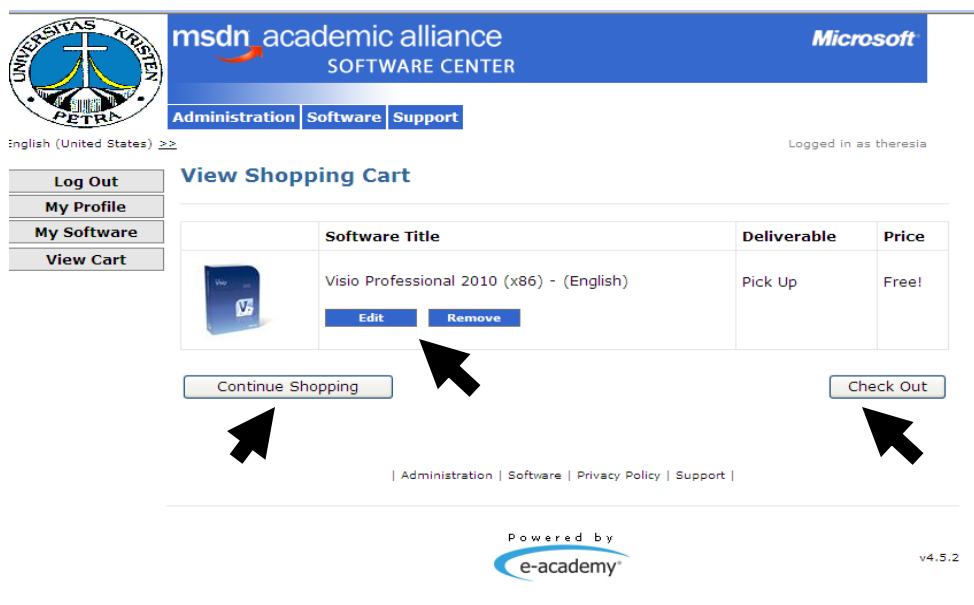 UNIVERSITAS KRISTEN
PETRA
msdn academic alliance
SOFTWARE CENTER
Microsoft
Administration Software Support
English (United States) >>
Logged in as theresia
Log Out
My Profile
My Software
View Cart
View Shopping Cart
Software Title Deliverable Price
Visio Professional 2010 (x86) - (English) Pick Up Free!
Edit Remove
Continue Shopping Check Out
| Administration | Software | Privacy Policy | Support |
Powered by
e-academy
v4.5.2